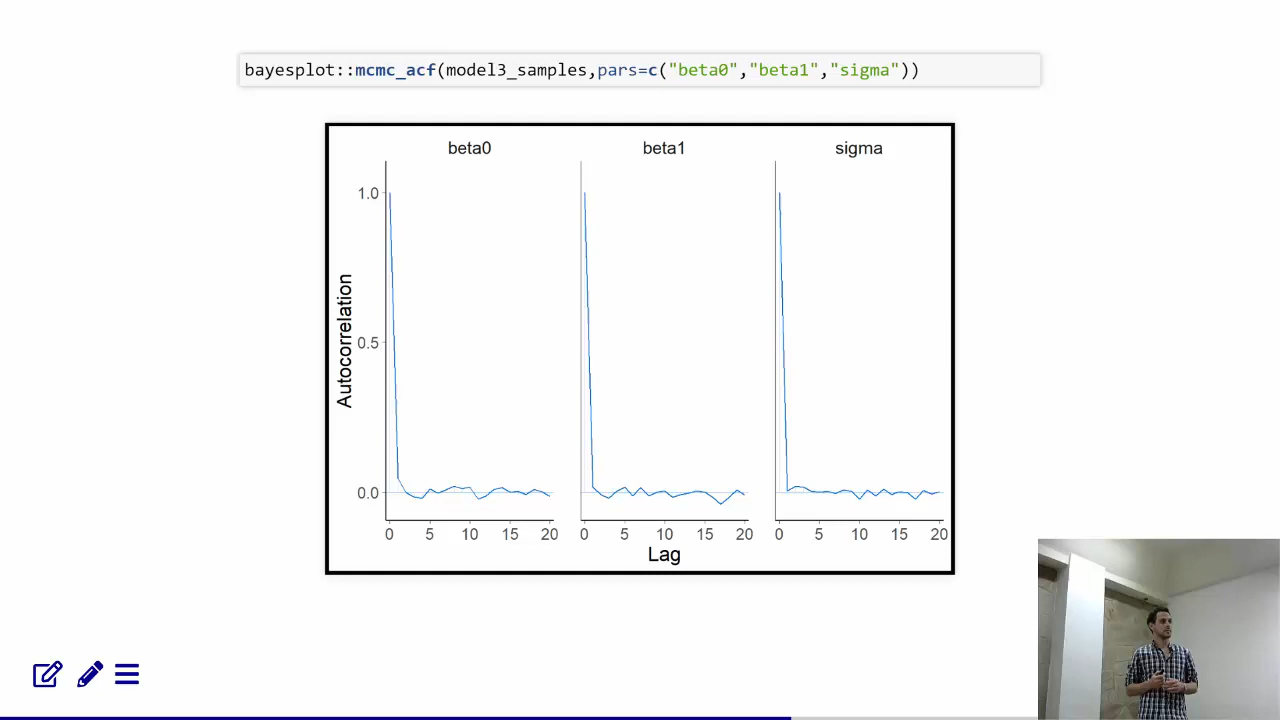 bayesplot::mcmc_acf(model3_samples,pars=c("beta0","beta1","sigma"))
beta0 beta1 sigma
1.0
0.5
0.0
Autocorrelation
0 5 10 15 20 0 5 10 15 20 0 5 10 15 20
Lag